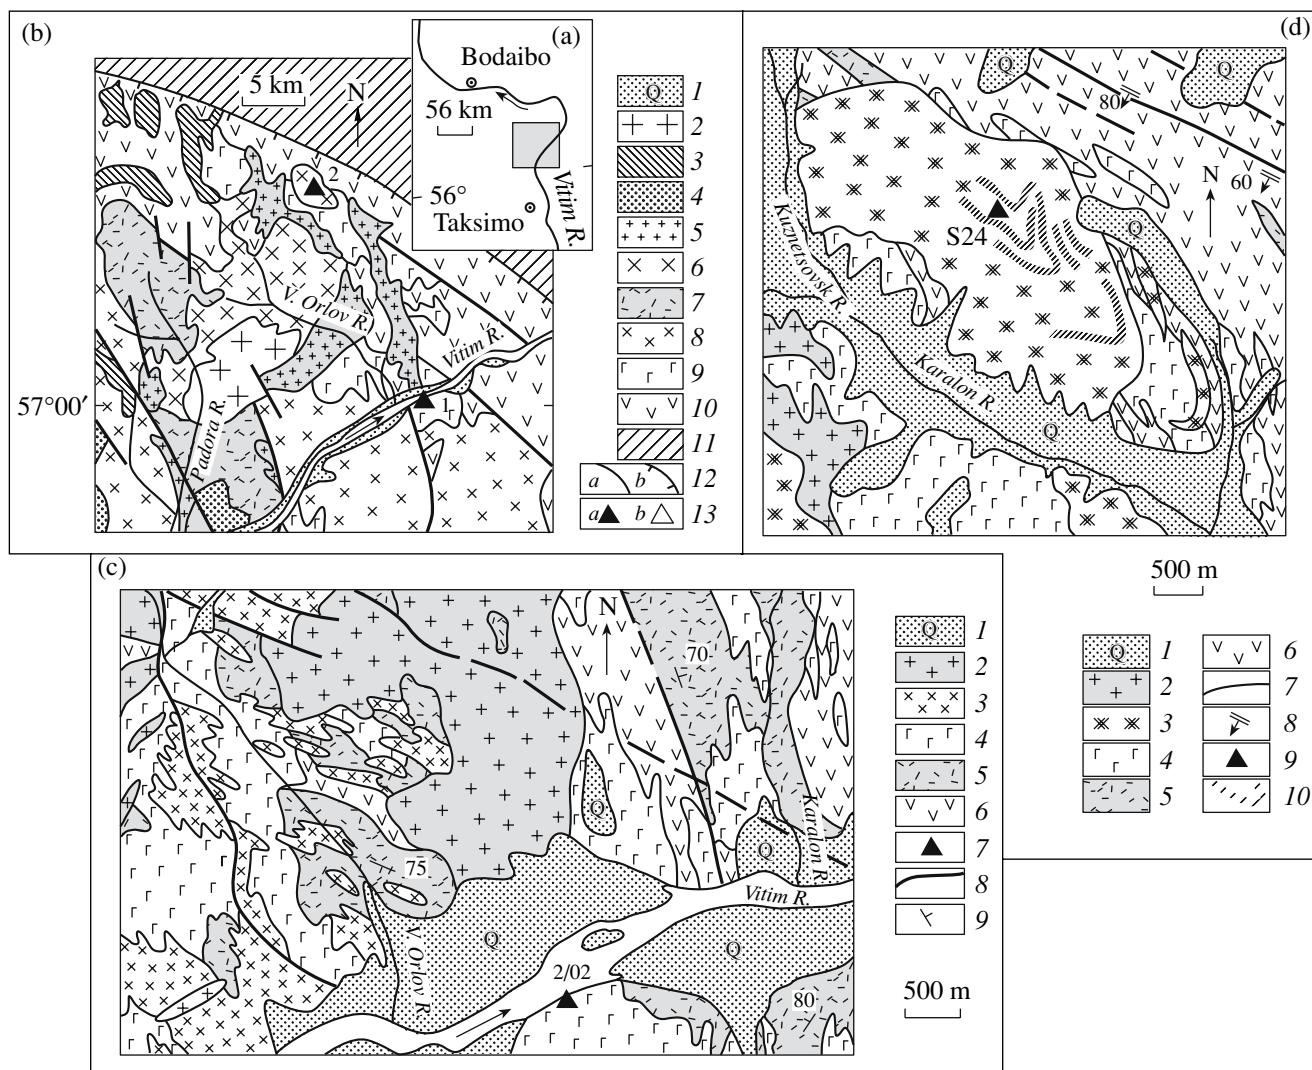 (b)
5 km
N
2
V. Orlov R.
Vitim R.
57°00′
1
Padora R.
(a)
Bodaibo
56 km
56°
Taksimo
Vitim R.
Q 1
2
3
4
5
6
7
8
9
10
11
a b 12
a b 13
(d)
Q
Q
80
N
60
Q
S24
Kuznetsovsk R.
Karalon R.
Q
500 m
Q 1
2
3
4
5
6
7
8
9
10
(c)
N
70
Q
Q
Karalon R.
75
Vitim R.
V. Orlov R.
Q
Q
2/02
80
Q 1
2
3
4
5
6
7
8
9
500 m